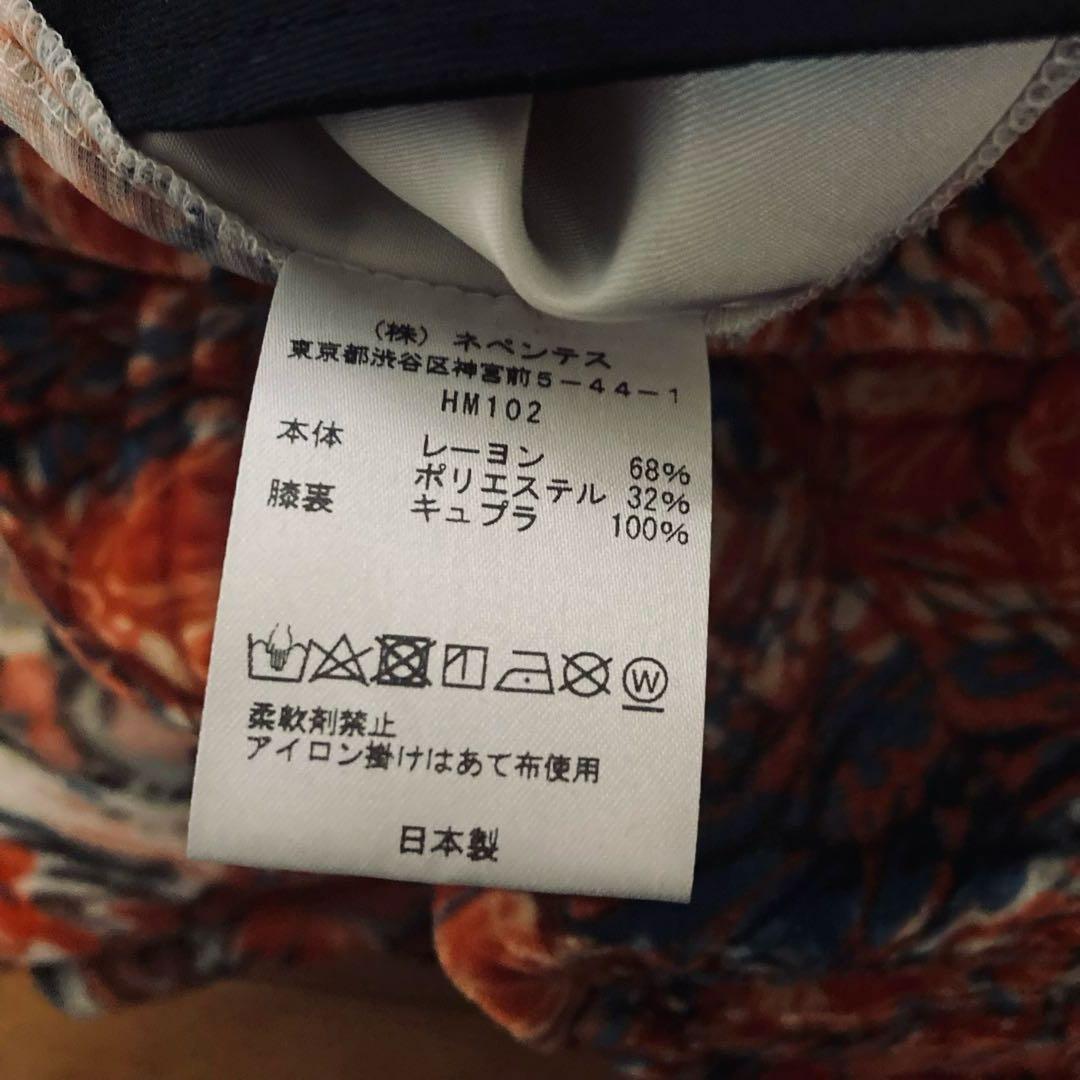 (株) ネペンテス
東京都渋谷区神宮前5-44-1
HM102
本体 レーヨン 68%
ポリエステル 32%
膝裏 キュプラ 100%
W
柔軟剤禁止
アイロン掛けはあて布使用
日本製